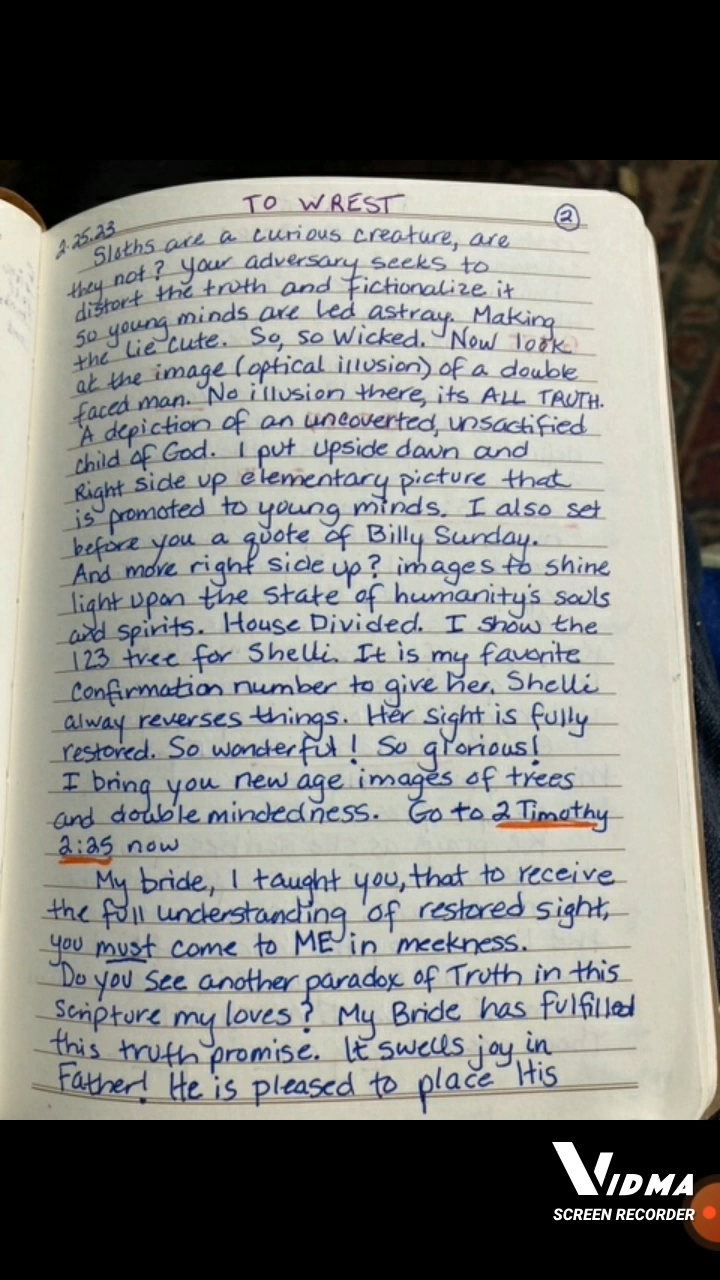 TO WREST
2
2.25.23
Sloths are a curious creature, are
they not? Your adversary seeks to
distort the truth and fictionalize it
so young minds are led astray. Making
the lie cute. So, so Wicked. Now look
at the image (optical illusion) of a double
faced man. No illusion there, its ALL TRUTH.
A depiction of an uncoverted, unsactified
child of God. I put upside down and
Right side up elementary picture that
is promoted to young minds. I also set
before you a quote of Billy Sunday.
And more right side up? images to shine
light upon the state of humanity's souls
and spirits. House Divided. I show the
123 tree for Shelli. It is my favorite
confirmation number to give her. Shelli
alway reverses things. Her sight is fully
restored. So wonderful! So glorious!
I bring you new age images of trees
and double mindedness. Go to 2 Timothy
2:25 now
My bride, I taught you, that to receive
the full understanding of restored sight,
you must come to ME in meekness.
Do you see another paradox of Truth in this
scripture my loves? My Bride has fulfilled
this truth promise. It swells joy in
Father! He is pleased to place His
VIDMA
SCREEN RECORDER